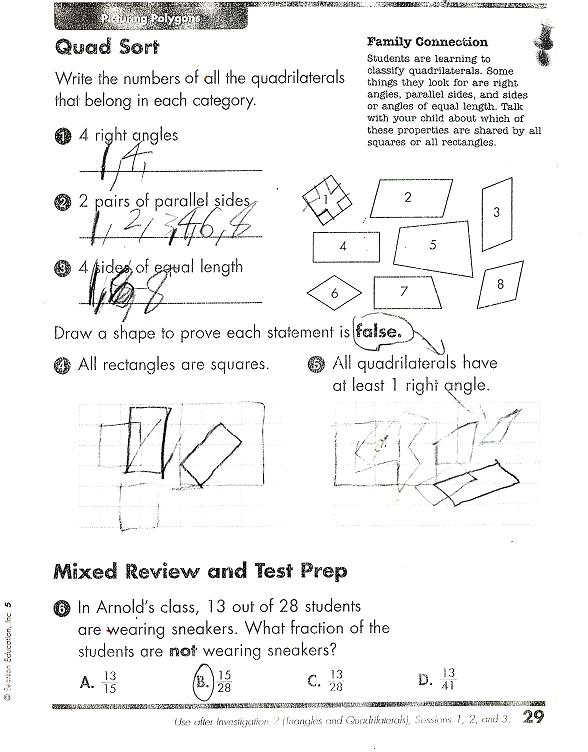 Picturing Polygons
Quad Sort
Write the numbers of all the quadrilaterals
that belong in each category.
Family Connection
Students are learning to
classify quadrilaterals. Some
things they look for are right
angles, parallel sides, and sides
or angles of equal length. Talk
with your child about which of
these properties are shared by all
squares or all rectangles.
1 4 right angles
1, 4,
2 2 pairs of parallel sides
1, 2, 3, 4, 6, 8
3 4 sides of equal length
1, 6, 8
1
2
3
4
5
6
7
8
Draw a shape to prove each statement is false.
4 All rectangles are squares.
5 All quadrilaterals have
at least 1 right angle.
Mixed Review and Test Prep
6 In Arnold's class, 13 out of 28 students
are wearing sneakers. What fraction of the
students are not wearing sneakers?
A. 13/15 B. 15/28 C. 13/28 D. 13/41
© Pearson Education, Inc. 5
Use after Investigation 2 (Triangles and Quadrilaterals), Sessions 1, 2, and 3. 29